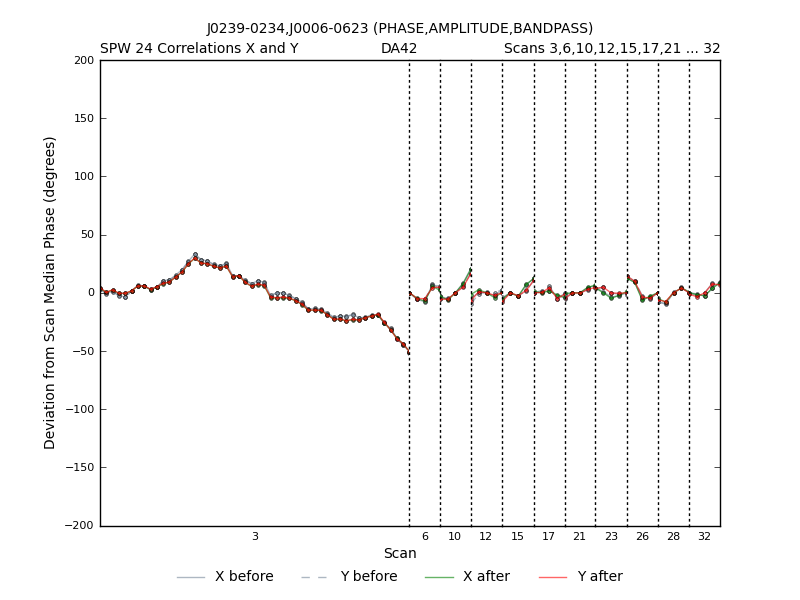 J0239-0234,J0006-0623 (PHASE,AMPLITUDE,BANDPASS)
SPW 24 Correlations X and Y DA42 Scans 3,6,10,12,15,17,21 ... 32
200
150
100
50
0
−50
−100
−150
−200
Deviation from Scan Median Phase (degrees)
3 6 10 12 15 17 21 23 26 28 32
Scan
X before Y before X after Y after